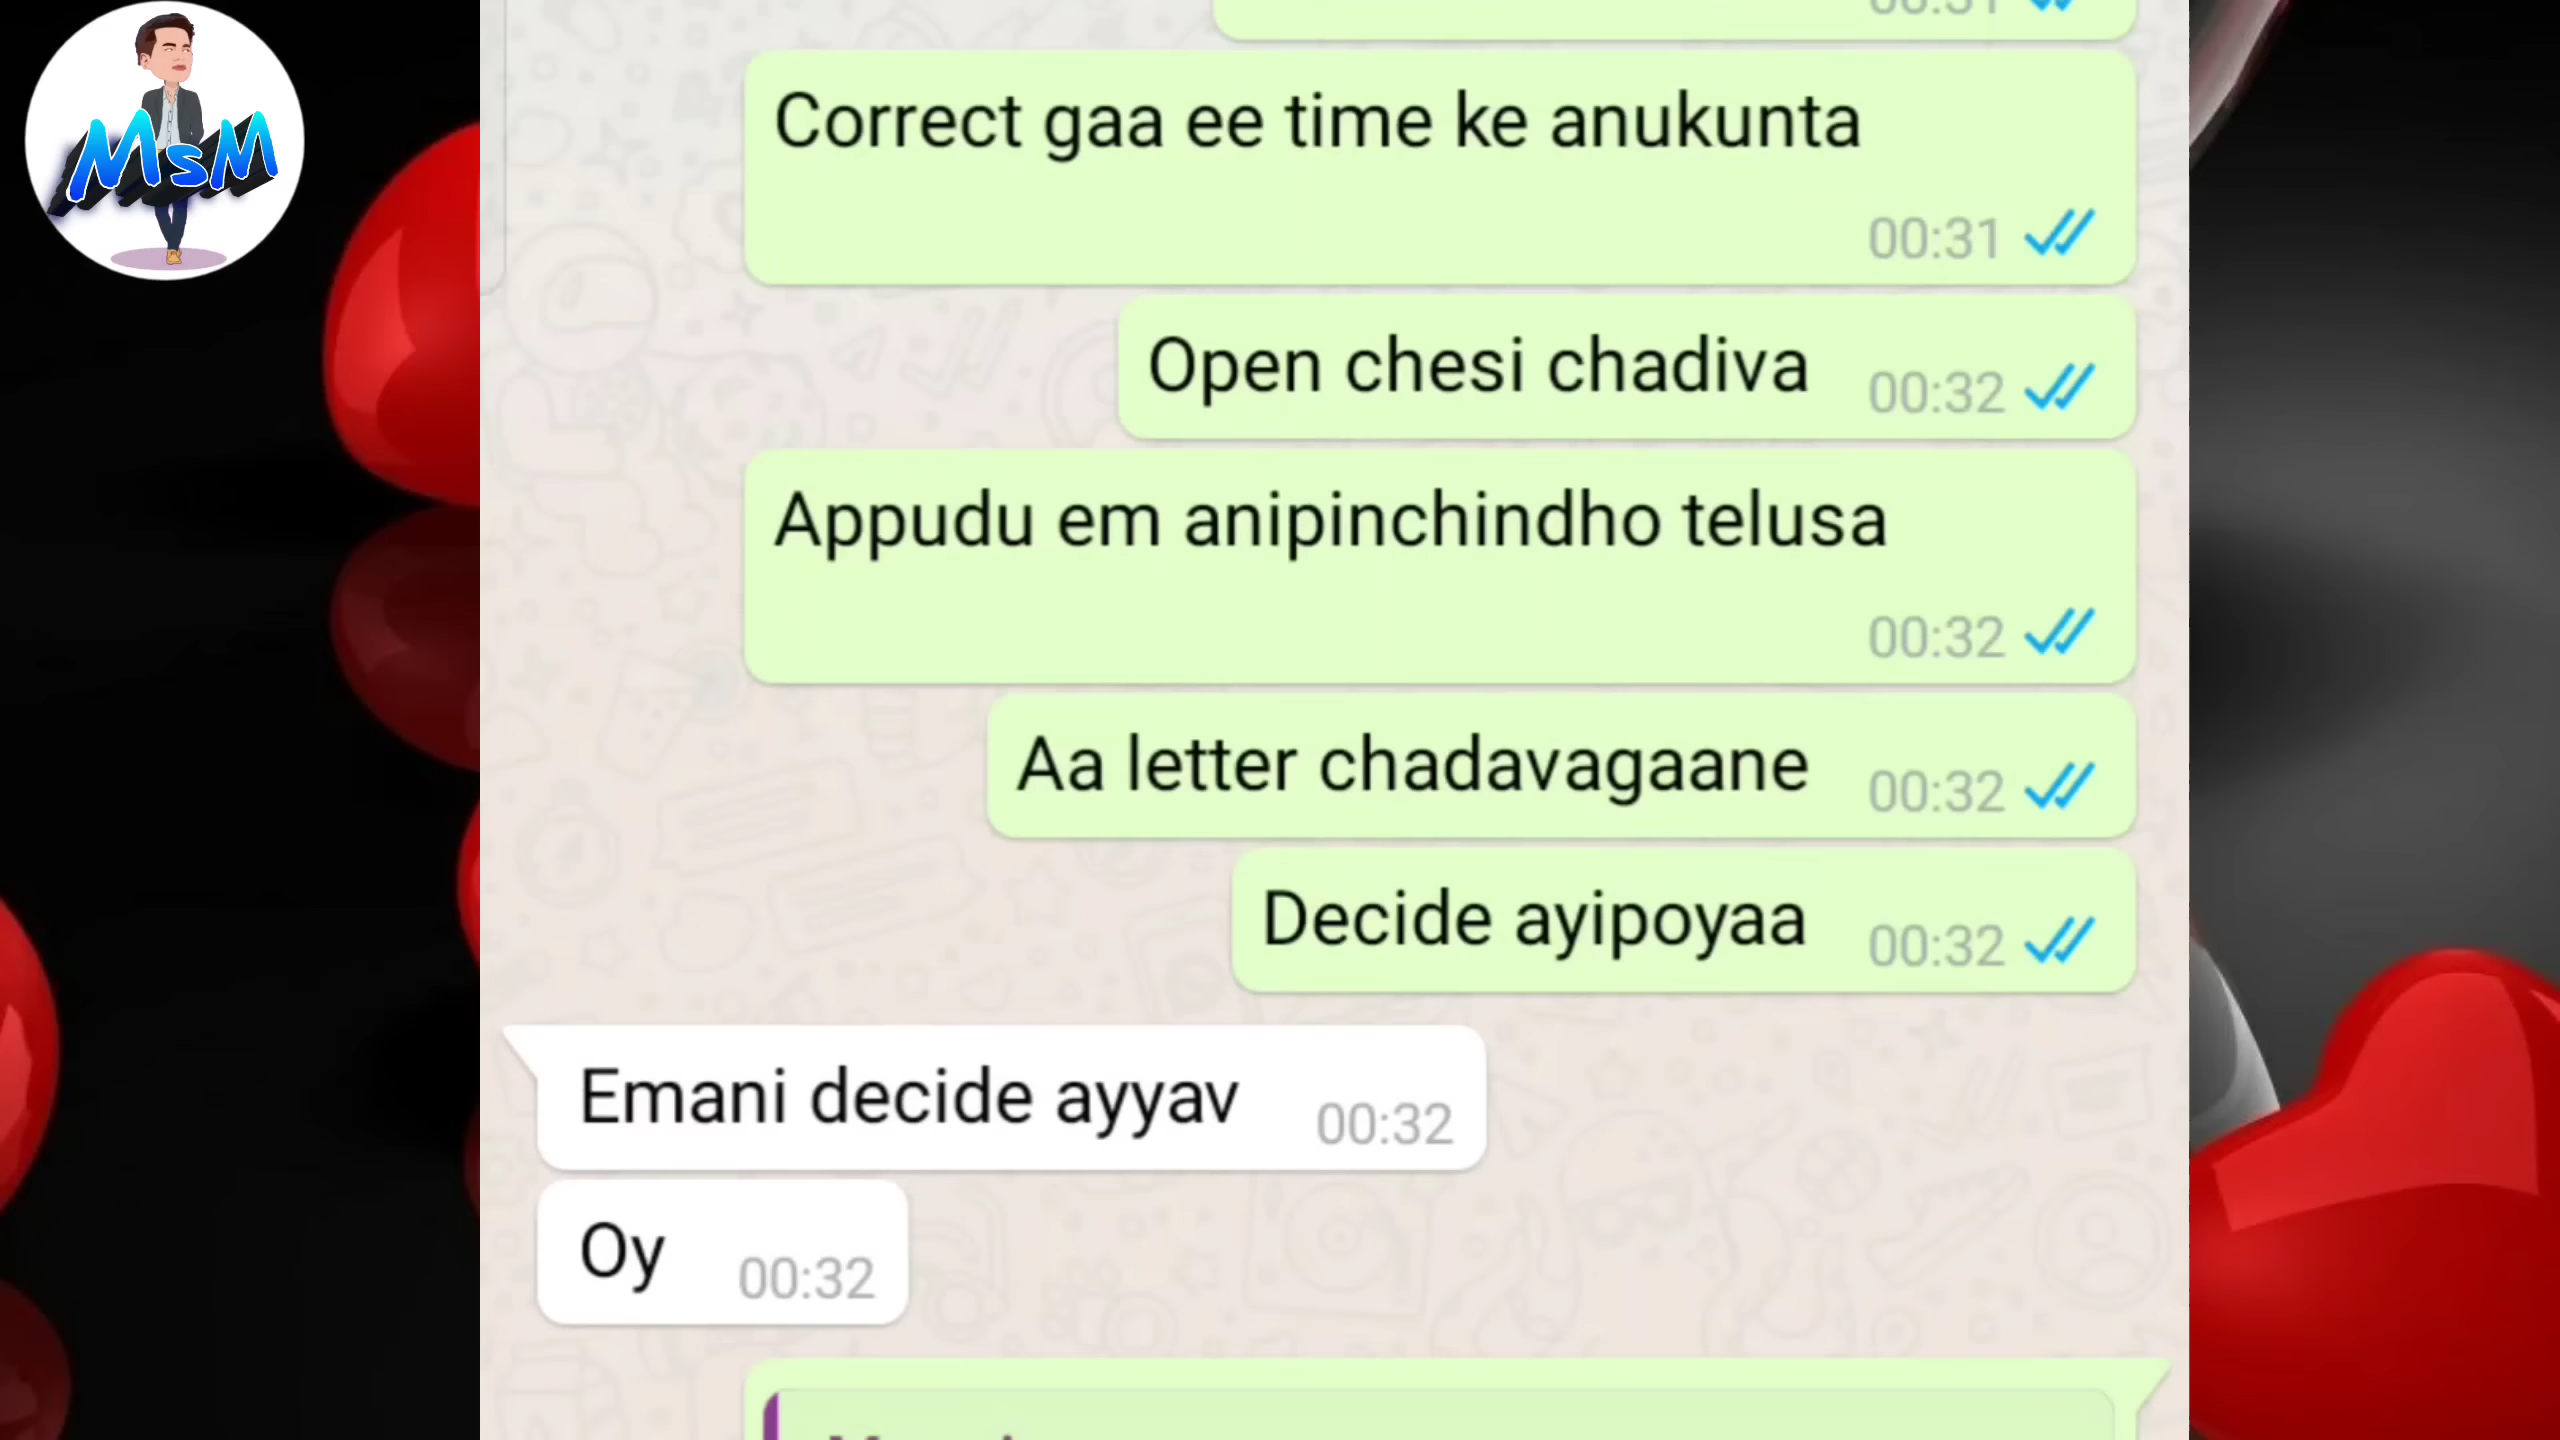 MsM
Correct gaa ee time ke anukunta
00:31
Open chesi chadiva 00:32
Appudu em anipinchindho telusa
00:32
Aa letter chadavagaane 00:32
Decide ayipoyaa 00:32
Emani decide ayyav 00:32
Oy 00:32